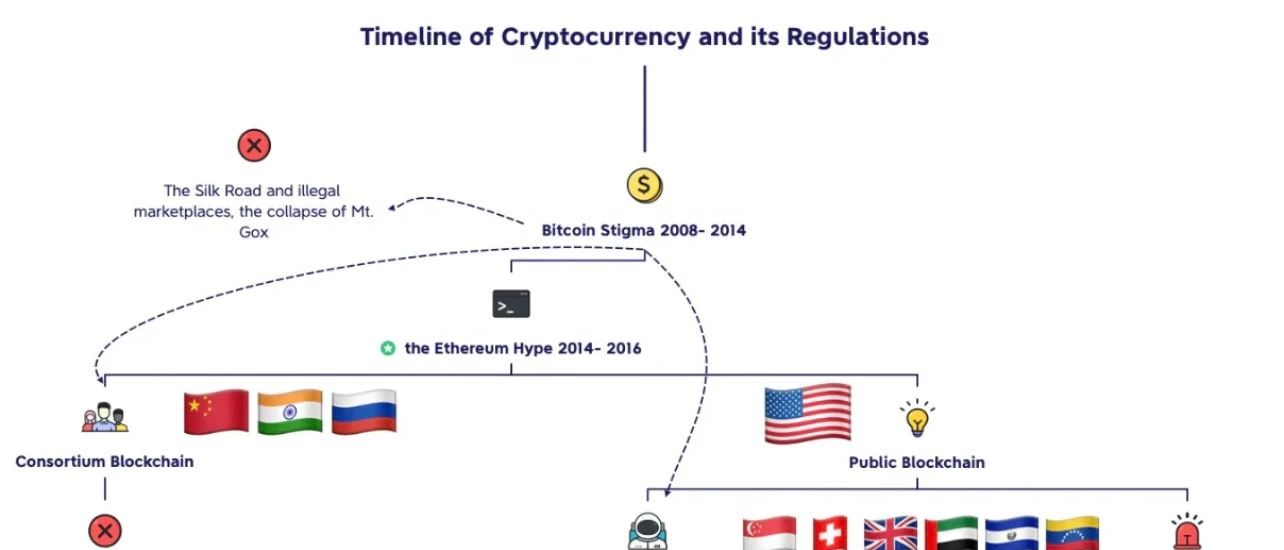 Timeline of Cryptocurrency and its Regulations
The Silk Road and illegal
marketplaces, the collapse of Mt.
Gox
$
Bitcoin Stigma 2008- 2014
>_
the Ethereum Hype 2014- 2016
Consortium Blockchain
Public Blockchain